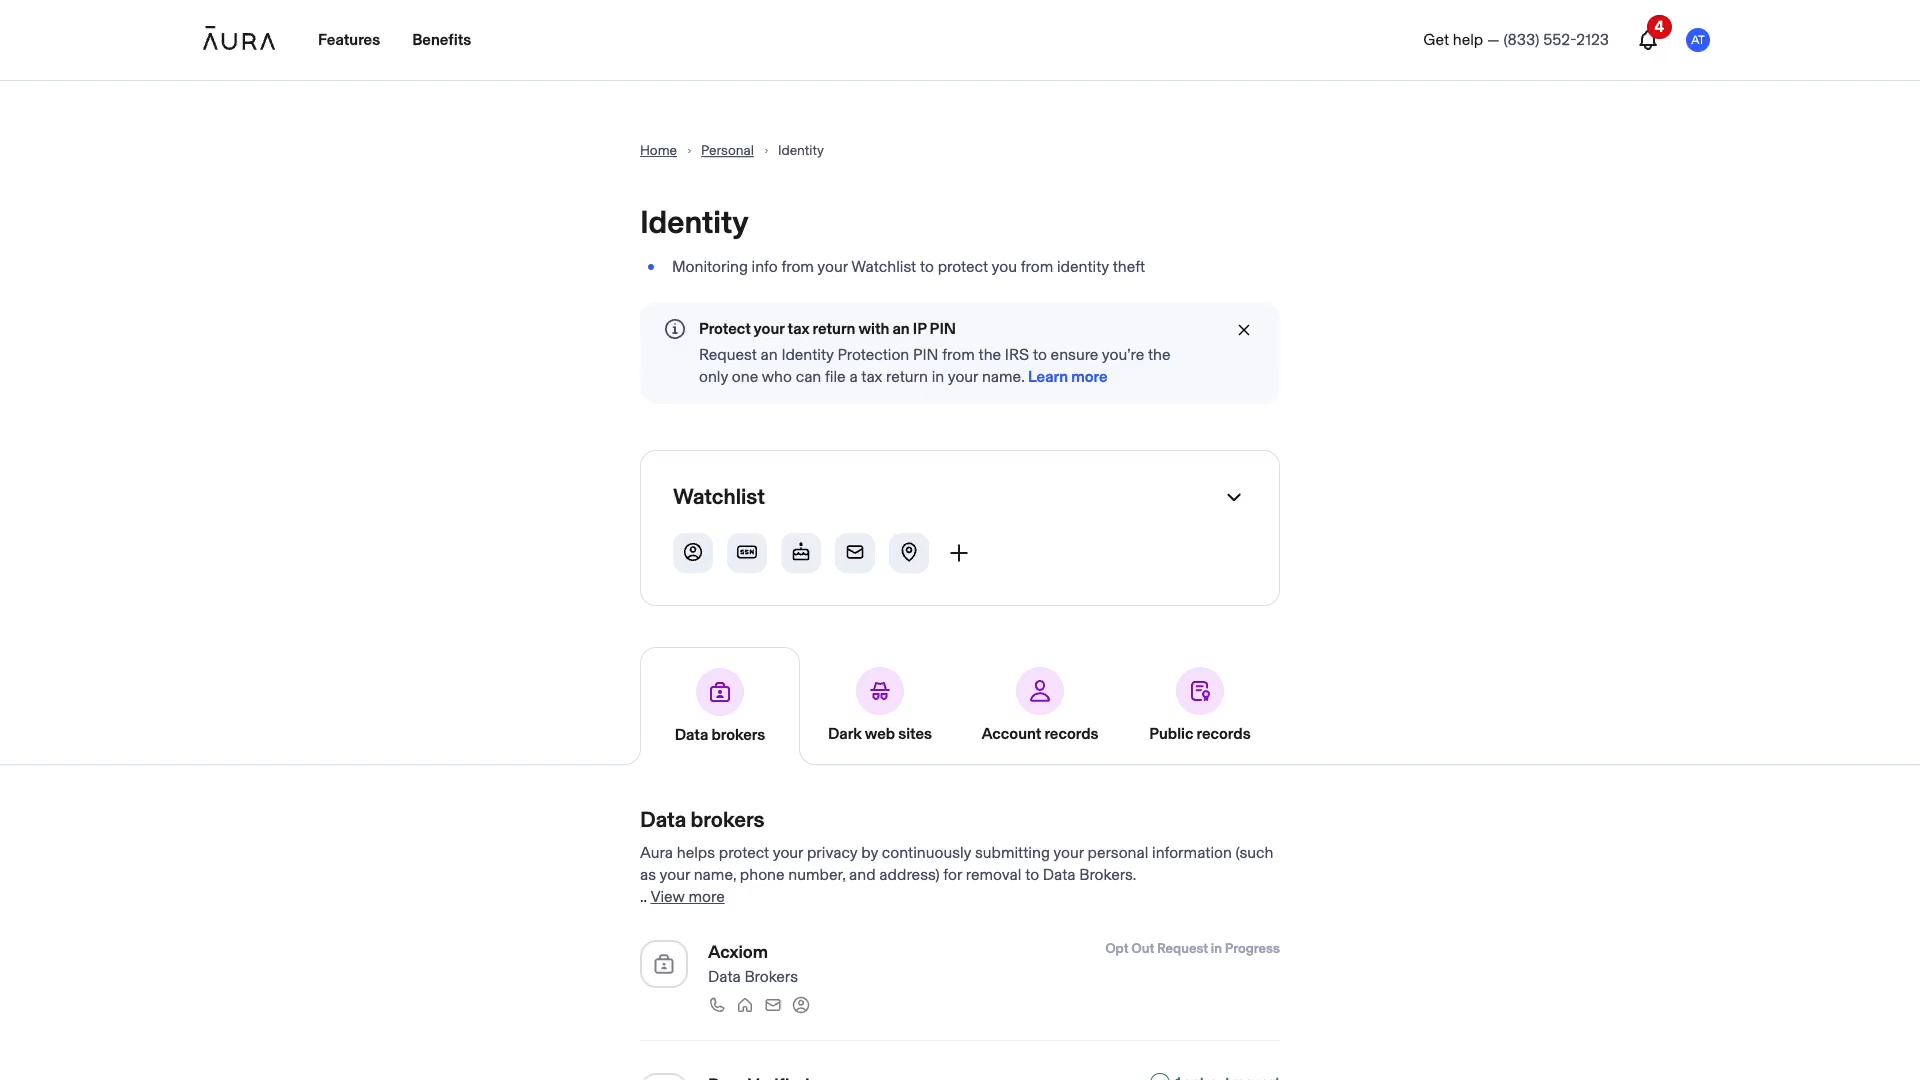 ĀURA
Features
Benefits
Get help — (833) 552-2123
4
AT
Home › Personal › Identity
Identity
• Monitoring info from your Watchlist to protect you from identity theft
Protect your tax return with an IP PIN
Request an Identity Protection PIN from the IRS to ensure you're the
only one who can file a tax return in your name. Learn more
Watchlist
SSN
Data brokers
Dark web sites
Account records
Public records
Data brokers
Aura helps protect your privacy by continuously submitting your personal information (such
as your name, phone number, and address) for removal to Data Brokers.
.. View more
Acxiom
Opt Out Request in Progress
Data Brokers